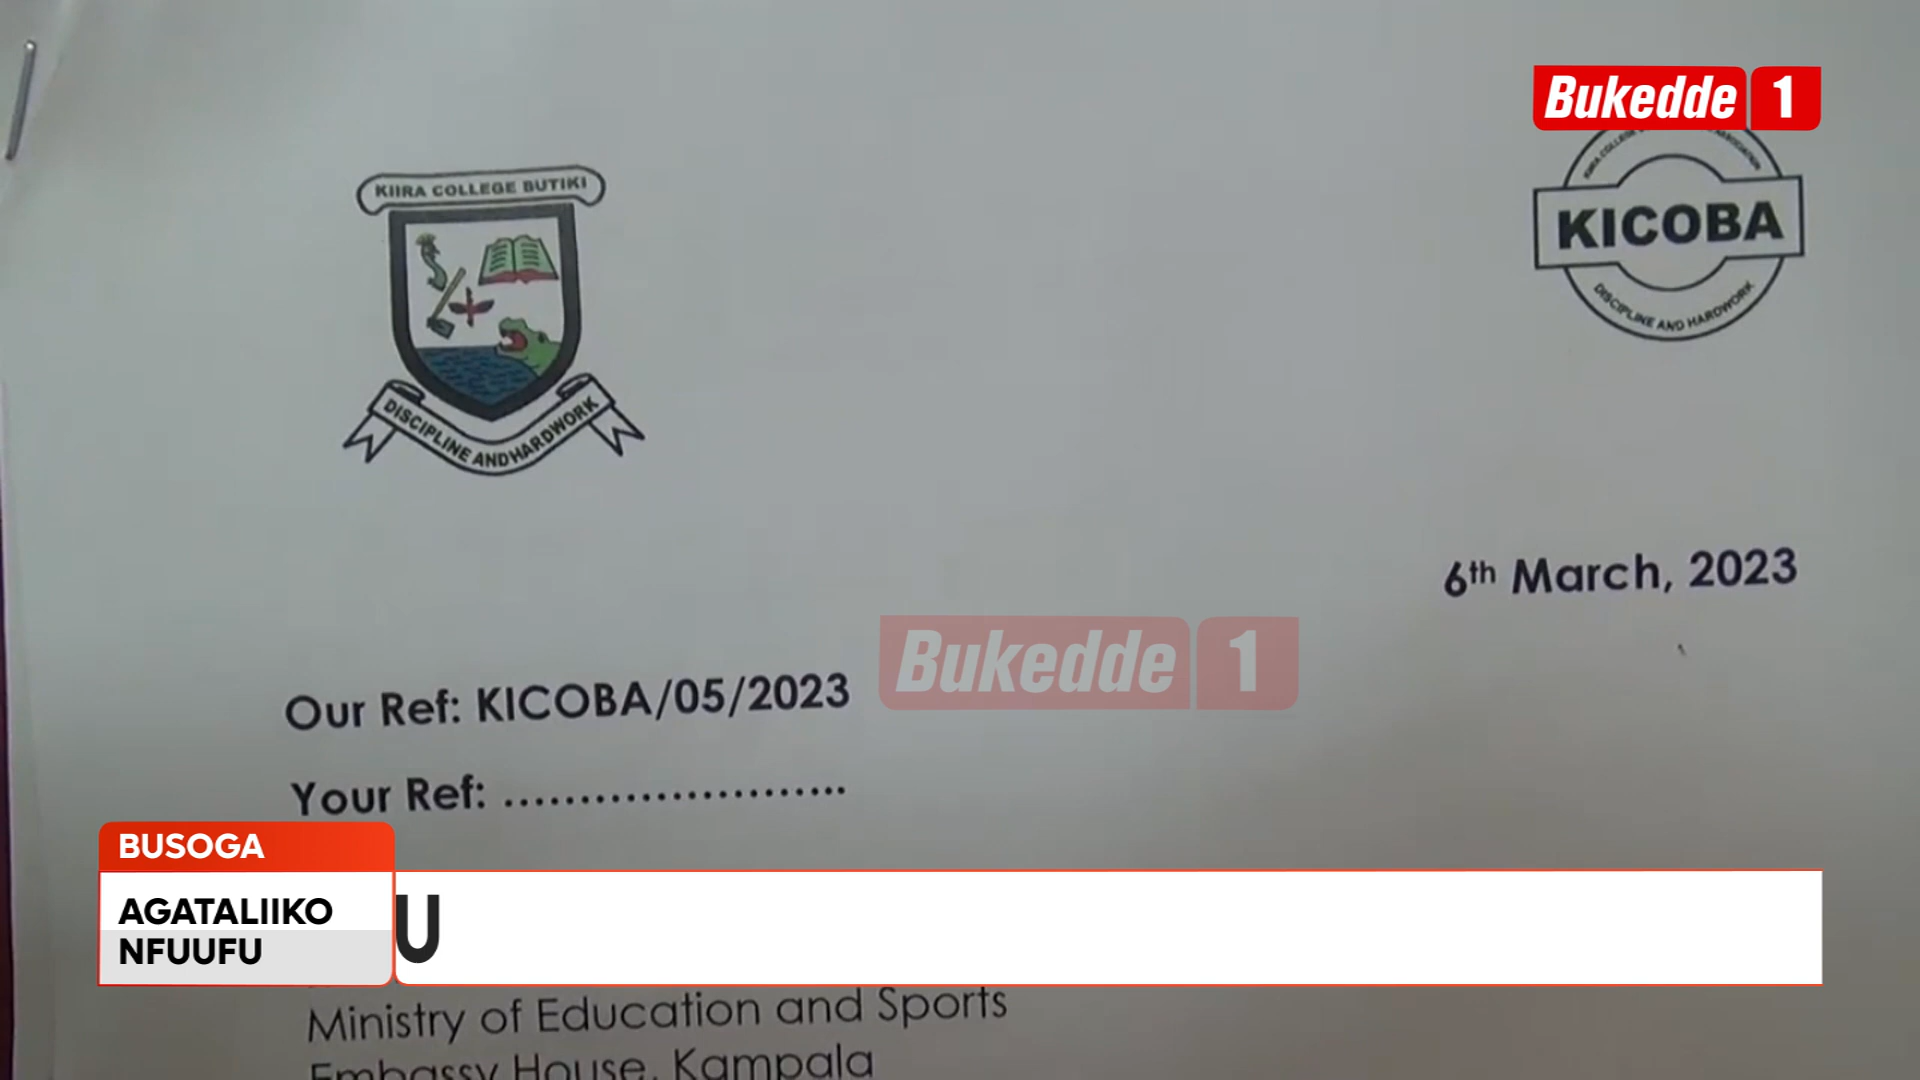 Bukedde 1
KIIRA COLLEGE BUTIKI
DISCIPLINE AND HARDWORK
KICOBA
DISCIPLINE AND HARDWORK
6th March, 2023
Bukedde 1
Our Ref: KICOBA/05/2023
Your Ref: ..........................
BUSOGA
AGATALIIKO
NFUUFU
U
Ministry of Education and Sports
Embassy House, Kampala